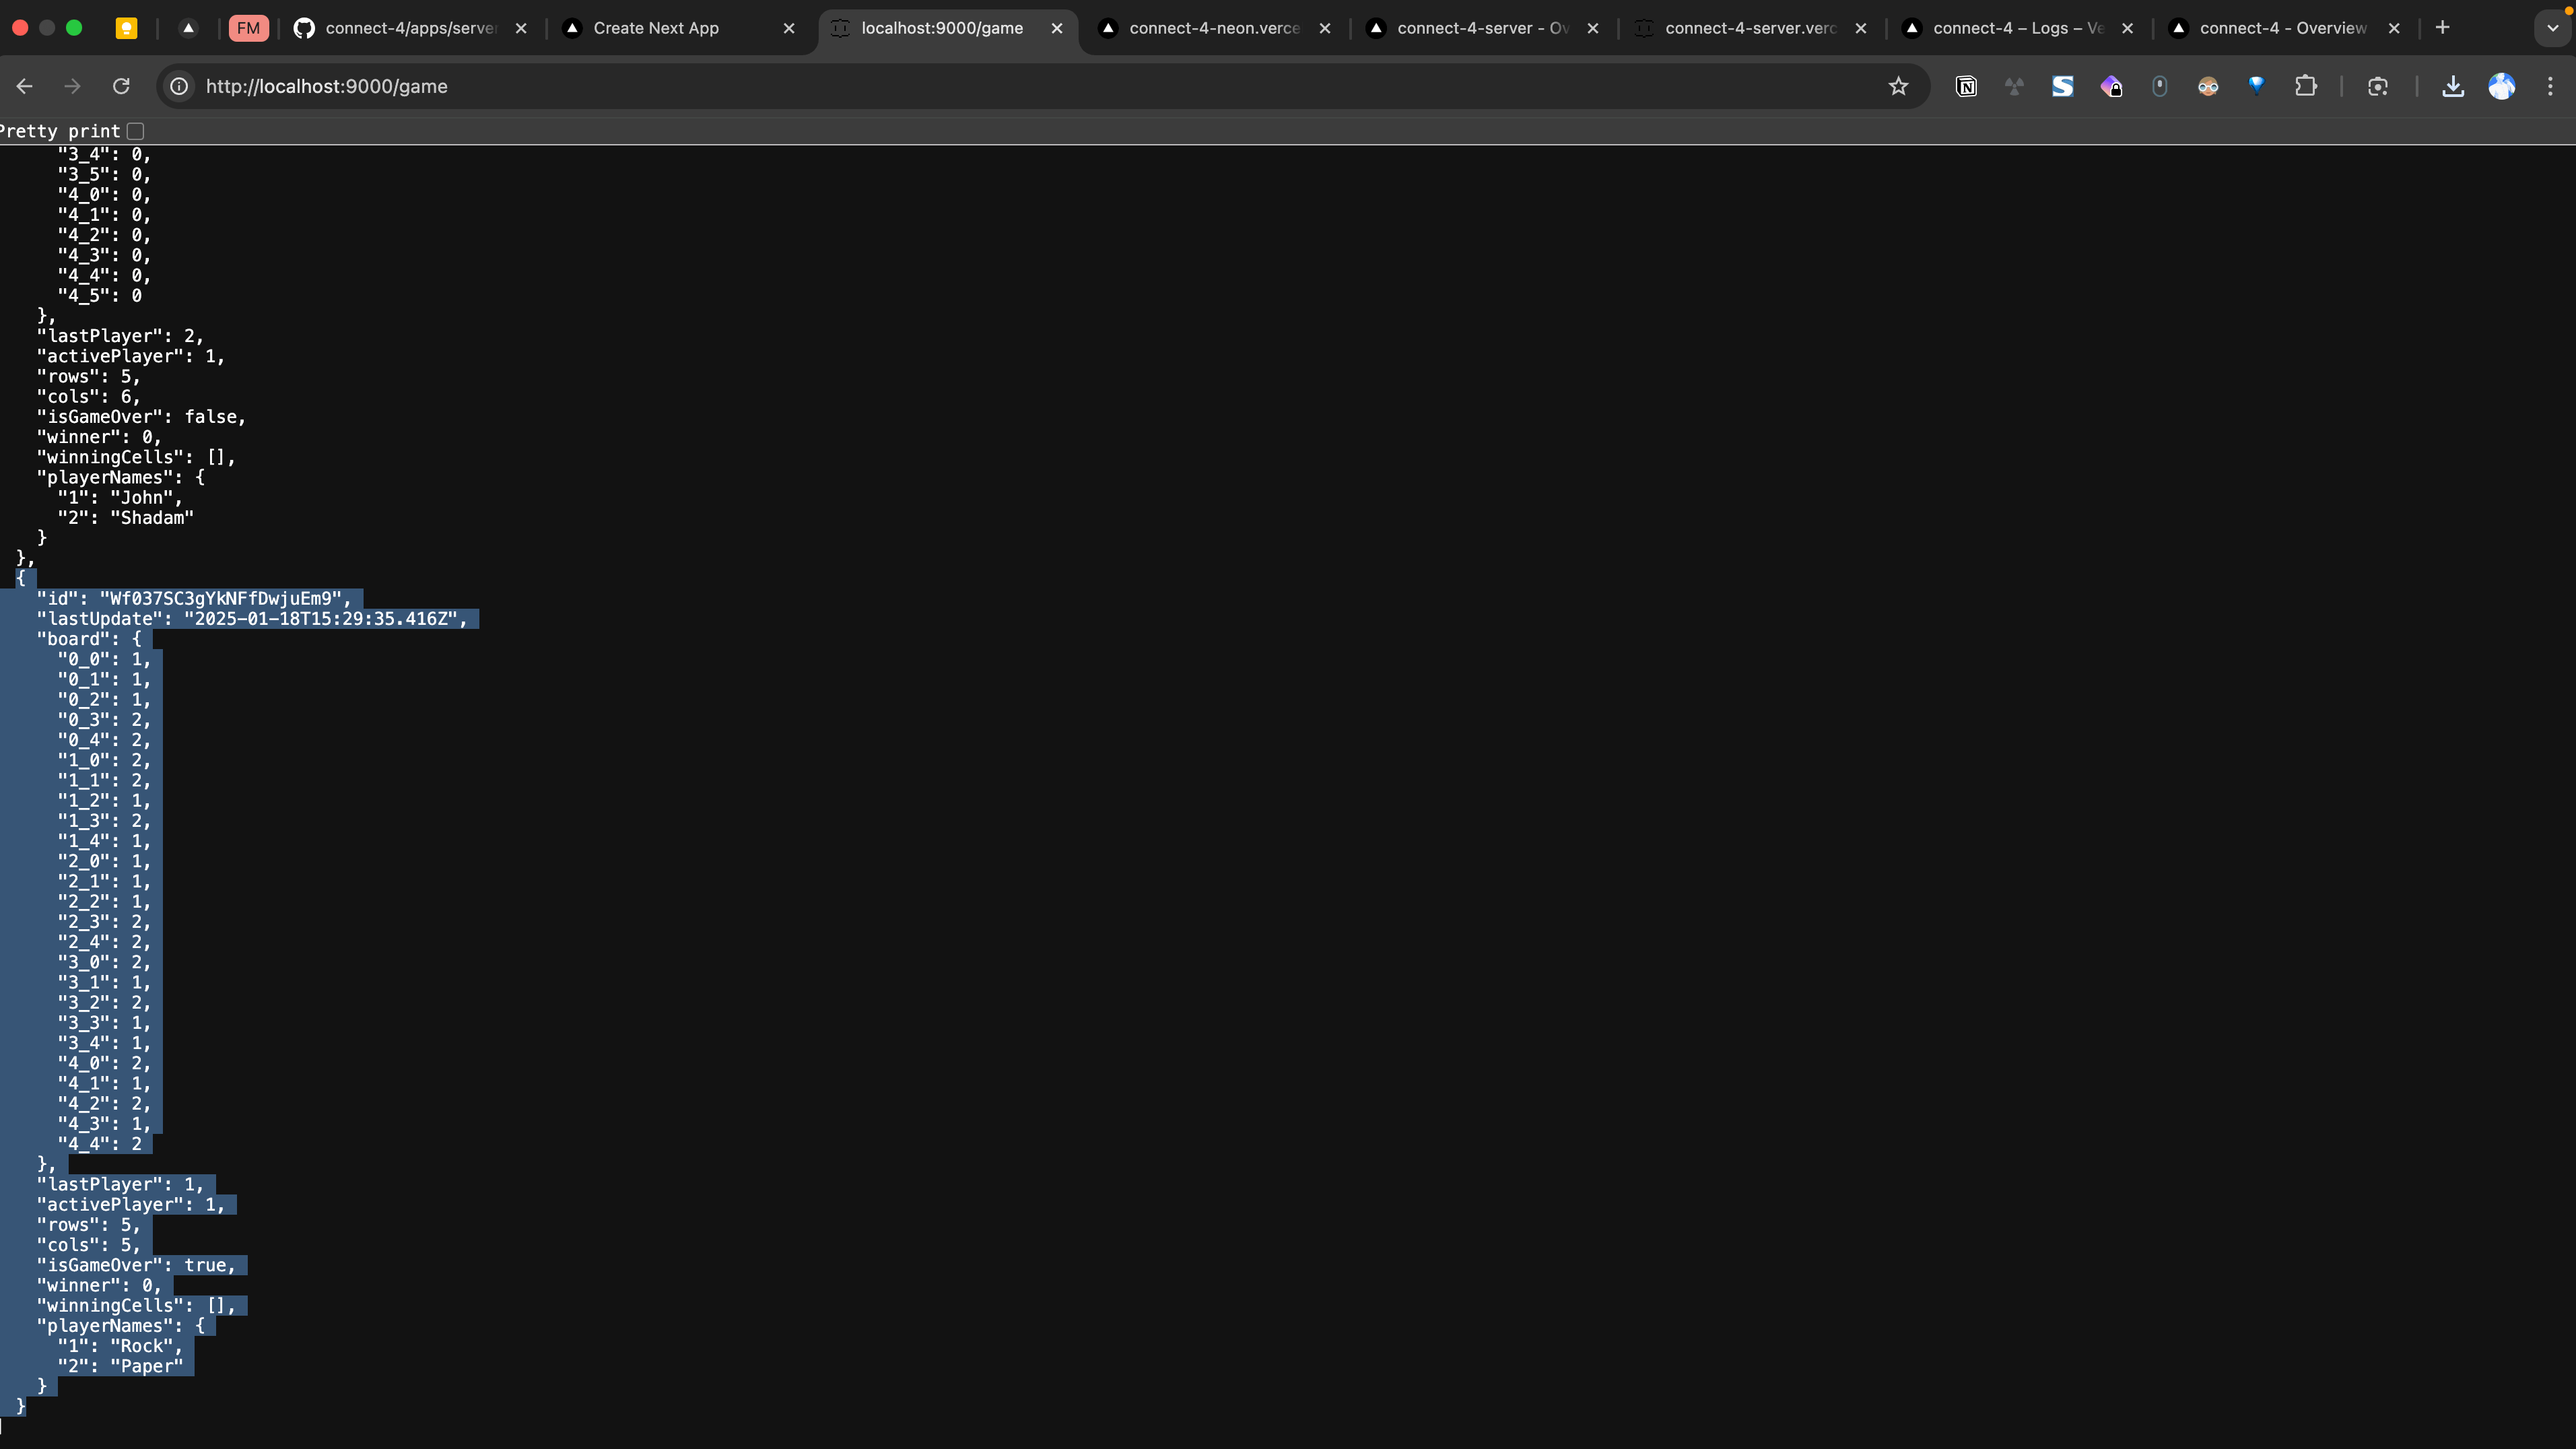 FM
connect-4/apps/server
Create Next App
localhost:9000/game
connect-4-neon.verce
connect-4-server - Ov
connect-4-server.verc
connect-4 – Logs – Ve
connect-4 - Overview
http://localhost:9000/game
Pretty print
"3_4": 0,
"3_5": 0,
"4_0": 0,
"4_1": 0,
"4_2": 0,
"4_3": 0,
"4_4": 0,
"4_5": 0
},
"lastPlayer": 2,
"activePlayer": 1,
"rows": 5,
"cols": 6,
"isGameOver": false,
"winner": 0,
"winningCells": [],
"playerNames": {
"1": "John",
"2": "Shadam"
}
},
{
"id": "Wf037SC3gYkNFfDwjuEm9",
"lastUpdate": "2025-01-18T15:29:35.416Z",
"board": {
"0_0": 1,
"0_1": 1,
"0_2": 1,
"0_3": 2,
"0_4": 2,
"1_0": 2,
"1_1": 2,
"1_2": 1,
"1_3": 2,
"1_4": 1,
"2_0": 1,
"2_1": 1,
"2_2": 1,
"2_3": 2,
"2_4": 2,
"3_0": 2,
"3_1": 1,
"3_2": 2,
"3_3": 1,
"3_4": 1,
"4_0": 2,
"4_1": 1,
"4_2": 2,
"4_3": 1,
"4_4": 2
},
"lastPlayer": 1,
"activePlayer": 1,
"rows": 5,
"cols": 5,
"isGameOver": true,
"winner": 0,
"winningCells": [],
"playerNames": {
"1": "Rock",
"2": "Paper"
}
}